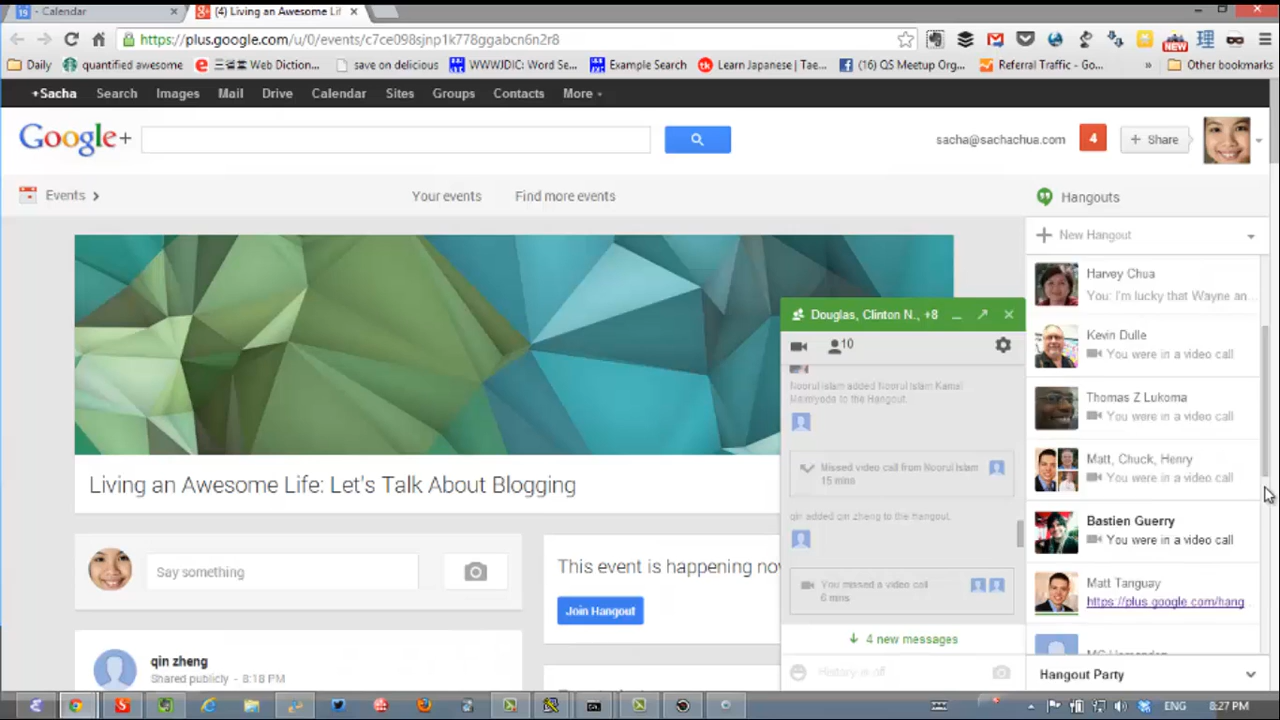 - Calendar
(4) Living an Awesome Lif
https://plus.google.com/u/0/events/c7ce098sjnp1k778ggabcn6n2r8
NEW
理
Daily
quantified awesome
三省堂 Web Diction...
save on delicious
WWWJDIC: Word Se...
Example Search
Learn Japanese | Tae...
(16) QS Meetup Org...
Referral Traffic - Go...
»
Other bookmarks
+Sacha Search Images Mail Drive Calendar Sites Groups Contacts More
Google+
sacha@sachachua.com
4
+ Share
Events
Your events
Find more events
Hangouts
New Hangout
Harvey Chua
You: I'm lucky that Wayne an...
Kevin Dulle
You were in a video call
Thomas Z Lukoma
You were in a video call
Matt, Chuck, Henry
You were in a video call
Bastien Guerry
You were in a video call
Matt Tanguay
https://plus.google.com/hang
Hangout Party
Douglas, Clinton N., +8
10
Noorul Islam added Noorul Islam Kamal
to the Hangout.
Missed video call from Noorul Islam
15 mins
qin added qin zheng to the hangout.
You missed a video call
6 mins
4 new messages
History is off
Living an Awesome Life: Let's Talk About Blogging
Say something
This event is happening now
Join Hangout
qin zheng
Shared publicly - 8:18 PM
ENG
8:27 PM